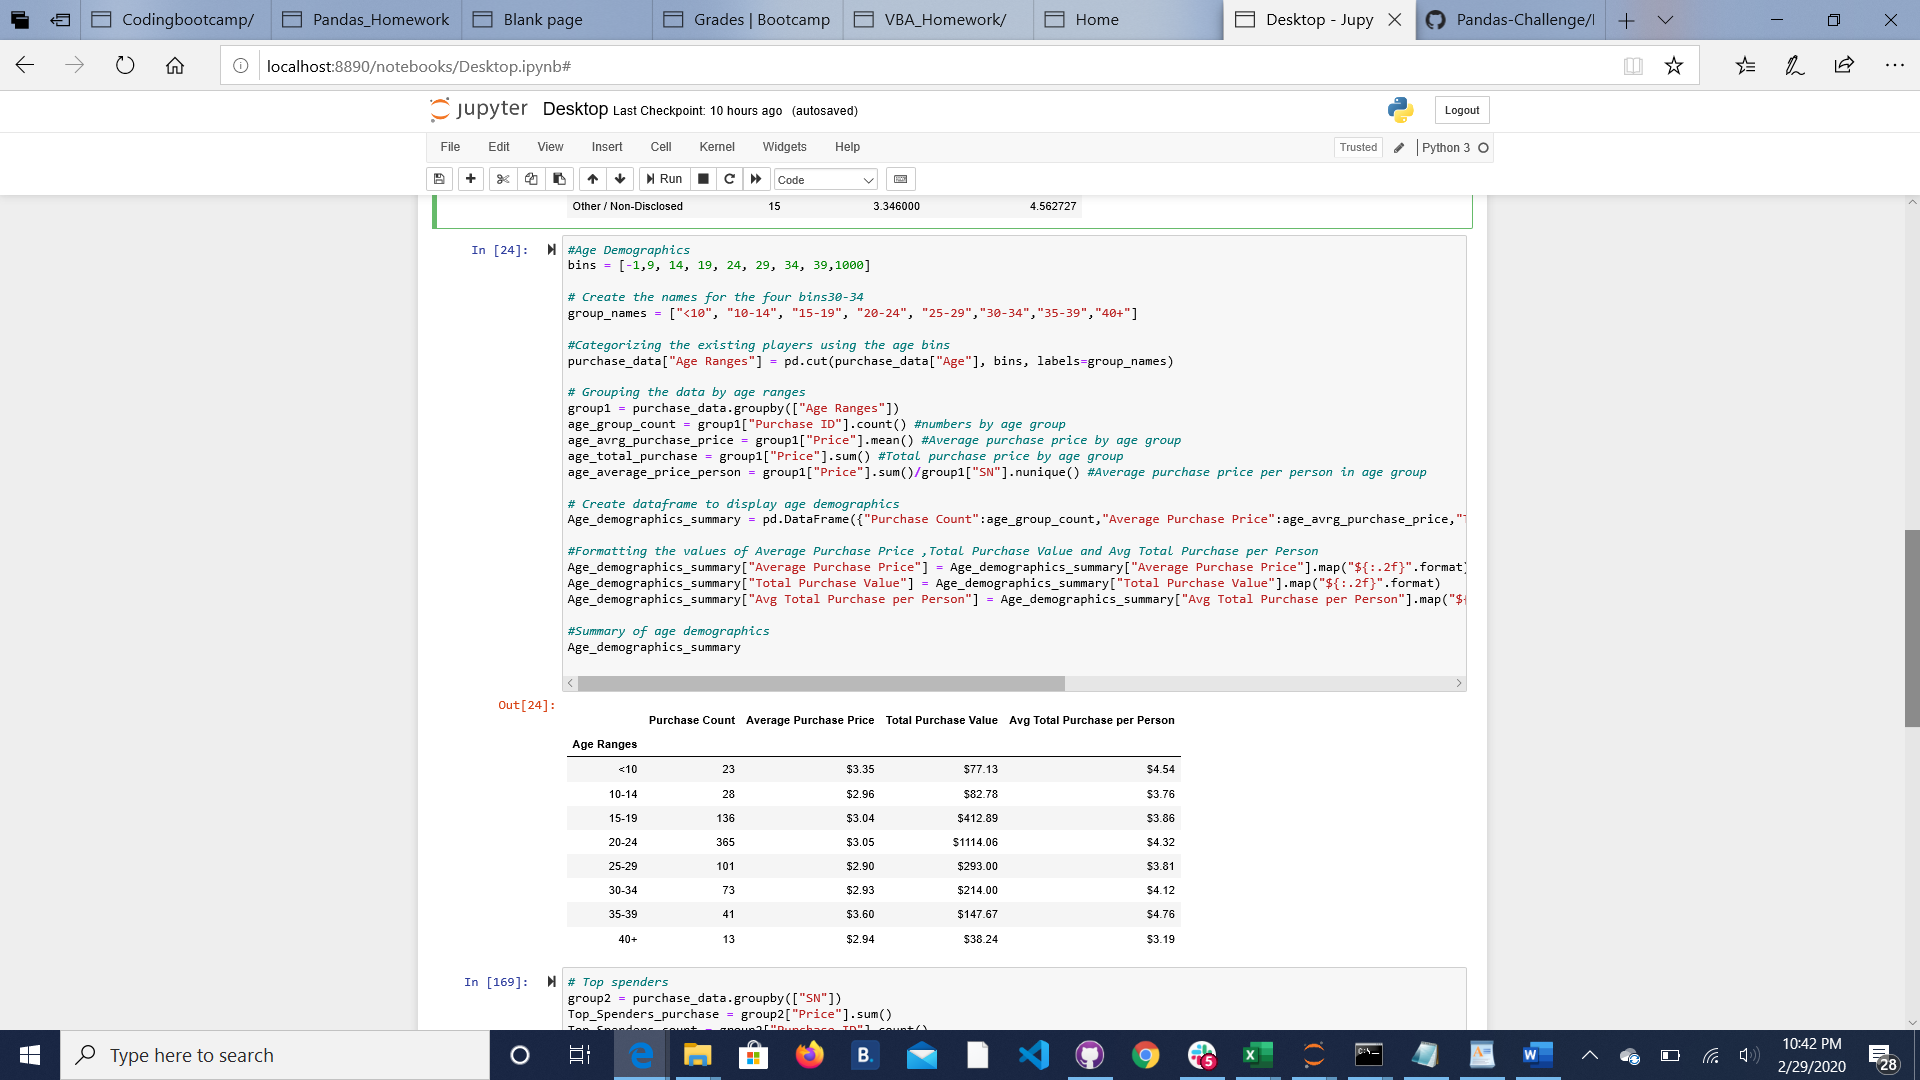 Codingbootcamp/
Pandas_Homework
Blank page
Grades | Bootcamp
VBA_Homework/
Home
Desktop - Jupy
Pandas-Challenge/
localhost:8890/notebooks/Desktop.ipynb#
jupyter Desktop Last Checkpoint: 10 hours ago (autosaved)
Logout
File Edit View Insert Cell Kernel Widgets Help
Trusted
Python 3
Run
Code
Other / Non-Disclosed 15 3.346000 4.562727
In [24]:
#Age Demographics
bins = [-1,9, 14, 19, 24, 29, 34, 39,1000]
# Create the names for the four bins30-34
group_names = ["<10", "10-14", "15-19", "20-24", "25-29","30-34","35-39","40+"]
#Categorizing the existing players using the age bins
purchase_data["Age Ranges"] = pd.cut(purchase_data["Age"], bins, labels=group_names)
# Grouping the data by age ranges
group1 = purchase_data.groupby(["Age Ranges"])
age_group_count = group1["Purchase ID"].count() #numbers by age group
age_avrg_purchase_price = group1["Price"].mean() #Average purchase price by age group
age_total_purchase = group1["Price"].sum() #Total purchase price by age group
age_average_price_person = group1["Price"].sum()/group1["SN"].nunique() #Average purchase price per person in age group
# Create dataframe to display age demographics
Age_demographics_summary = pd.DataFrame({"Purchase Count":age_group_count,"Average Purchase Price":age_avrg_purchase_price,"
#Formatting the values of Average Purchase Price ,Total Purchase Value and Avg Total Purchase per Person
Age_demographics_summary["Average Purchase Price"] = Age_demographics_summary["Average Purchase Price"].map("${:.2f}".format)
Age_demographics_summary["Total Purchase Value"] = Age_demographics_summary["Total Purchase Value"].map("${:.2f}".format)
Age_demographics_summary["Avg Total Purchase per Person"] = Age_demographics_summary["Avg Total Purchase per Person"].map("${
#Summary of age demographics
Age_demographics_summary
Out[24]:
Purchase Count Average Purchase Price Total Purchase Value Avg Total Purchase per Person
Age Ranges
<10 23 $3.35 $77.13 $4.54
10-14 28 $2.96 $82.78 $3.76
15-19 136 $3.04 $412.89 $3.86
20-24 365 $3.05 $1114.06 $4.32
25-29 101 $2.90 $293.00 $3.81
30-34 73 $2.93 $214.00 $4.12
35-39 41 $3.60 $147.67 $4.76
40+ 13 $2.94 $38.24 $3.19
In [169]:
# Top spenders
group2 = purchase_data.groupby(["SN"])
Top_Spenders_purchase = group2["Price"].sum()
Top_Spenders_count = group2["Purchase ID"].count()
Type here to search
B.
5
10:42 PM
2/29/2020
28